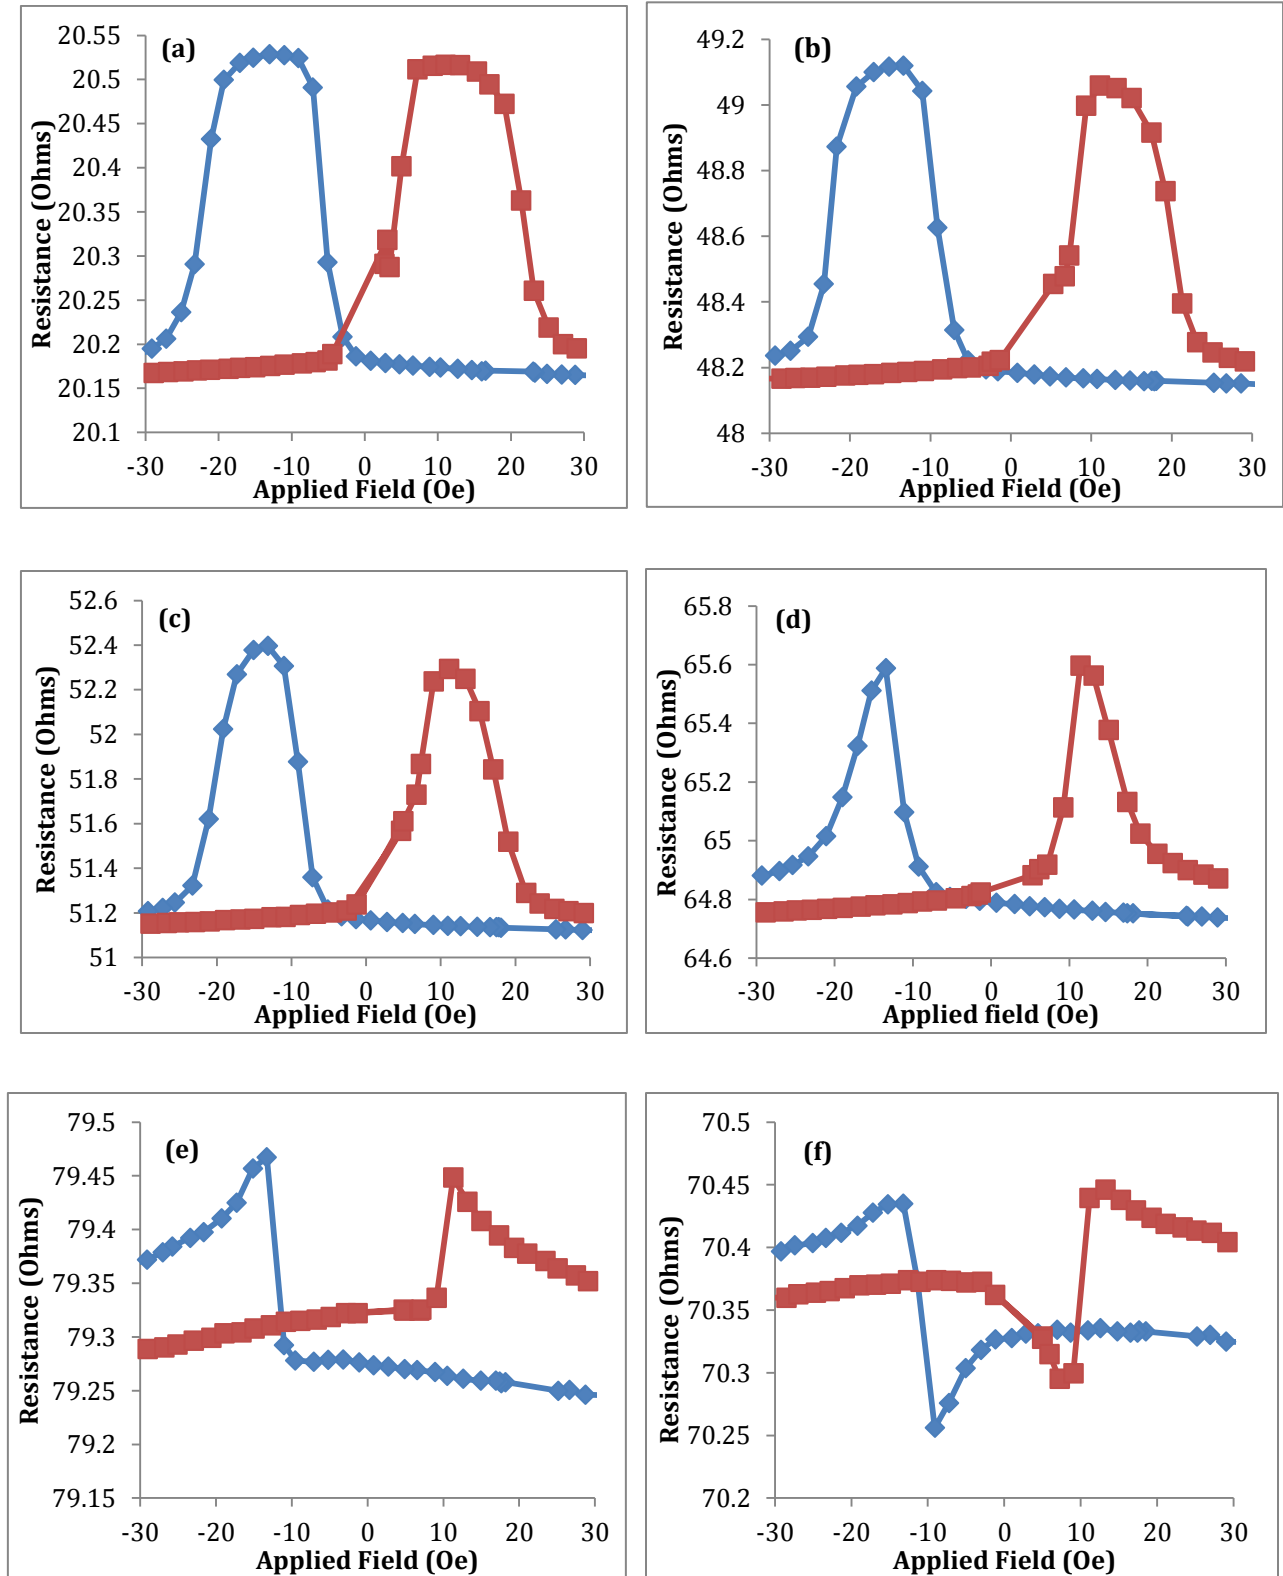 (a)
20.55
20.5
20.45
20.4
20.35
20.3
20.25
20.2
20.15
20.1
Resistance (Ohms)
-30 -20 -10 0 10 20 30
Applied Field (Oe)
(b)
49.2
49
48.8
48.6
48.4
48.2
48
Resistance (Ohms)
-30 -20 -10 0 10 20 30
Applied Field (Oe)
(c)
52.6
52.4
52.2
52
51.8
51.6
51.4
51.2
51
Resistance (Ohms)
-30 -20 -10 0 10 20 30
Applied Field (Oe)
(d)
65.8
65.6
65.4
65.2
65
64.8
64.6
Resistance (Ohms)
-30 -20 -10 0 10 20 30
Applied field (Oe)
(e)
79.5
79.45
79.4
79.35
79.3
79.25
79.2
79.15
Resistance (Ohms)
-30 -20 -10 0 10 20 30
Applied Field (Oe)
(f)
70.5
70.45
70.4
70.35
70.3
70.25
70.2
Resistance (Ohms)
-30 -20 -10 0 10 20 30
Applied Field (Oe)